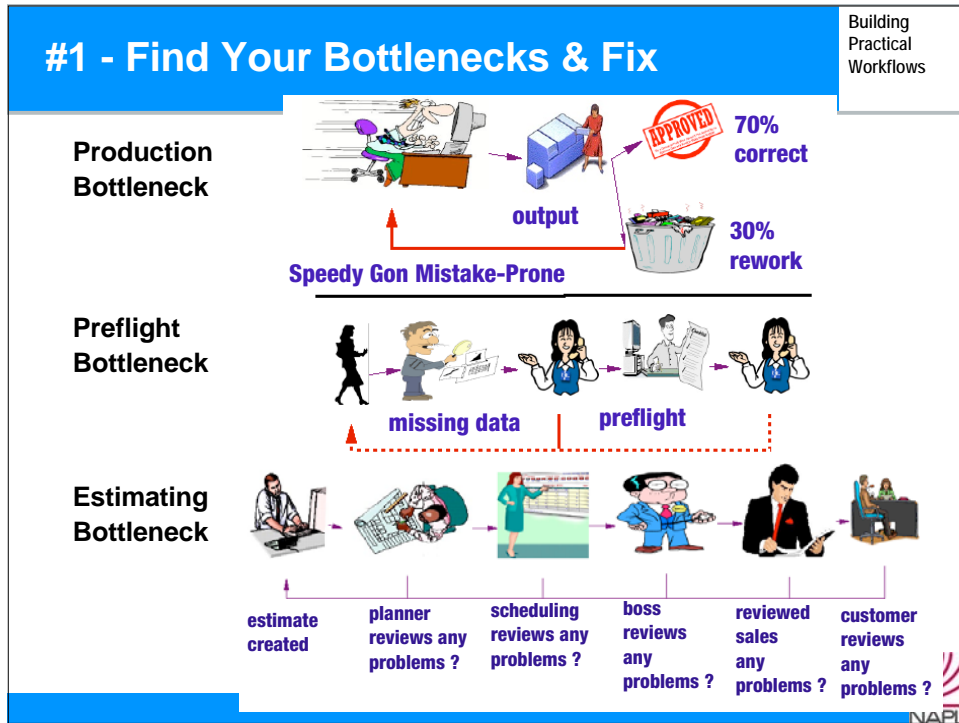 #1 - Find Your Bottlenecks & Fix
Building
Practical
Workflows
Production
Bottleneck
APPROVED
70%
correct
output
30%
rework
Speedy Gon Mistake-Prone
Preflight
Bottleneck
missing data
preflight
Estimating
Bottleneck
estimate
created
planner
reviews any
problems ?
scheduling
reviews any
problems ?
boss
reviews
any
problems ?
reviewed
sales
any
problems ?
customer
reviews
any
problems ?